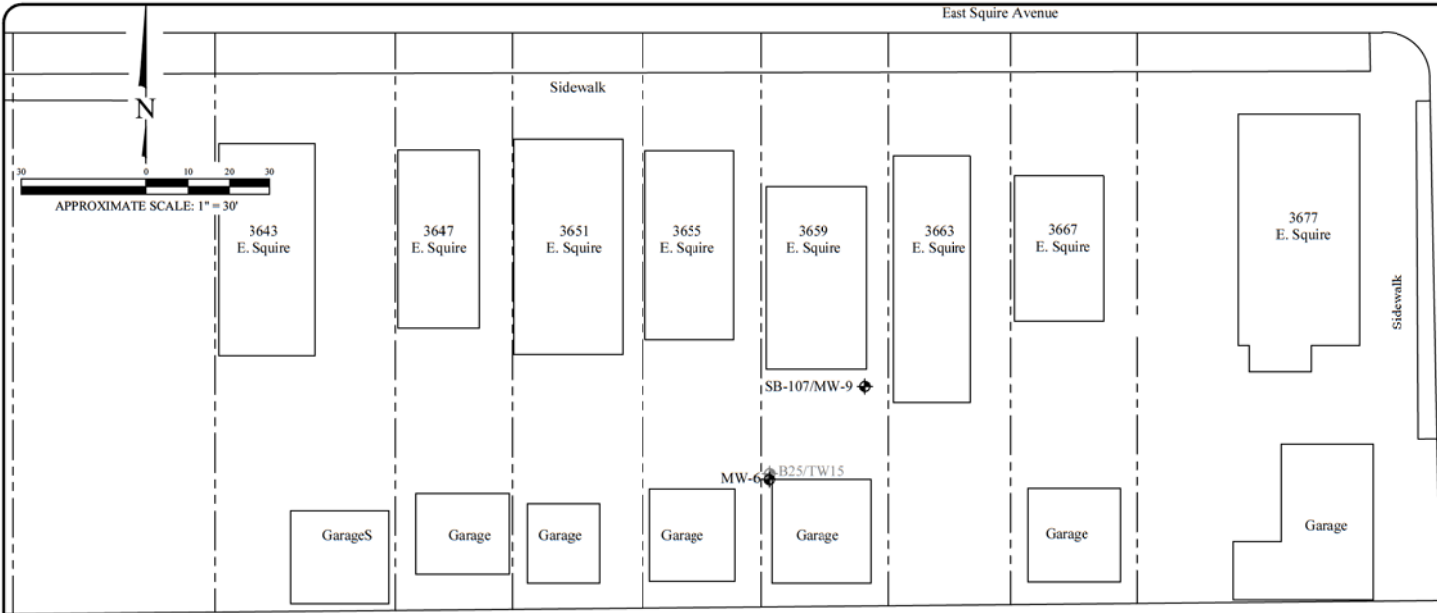 East Squire Avenue
Sidewalk
N
30 0 10 20 30
APPROXIMATE SCALE: 1" = 30'
3643
E. Squire
3647
E. Squire
3651
E. Squire
3655
E. Squire
3659
E. Squire
3663
E. Squire
3667
E. Squire
3677
E. Squire
Sidewalk
SB-107/MW-9
B25/TW15
MW-6
GarageS
Garage
Garage
Garage
Garage
Garage
Garage